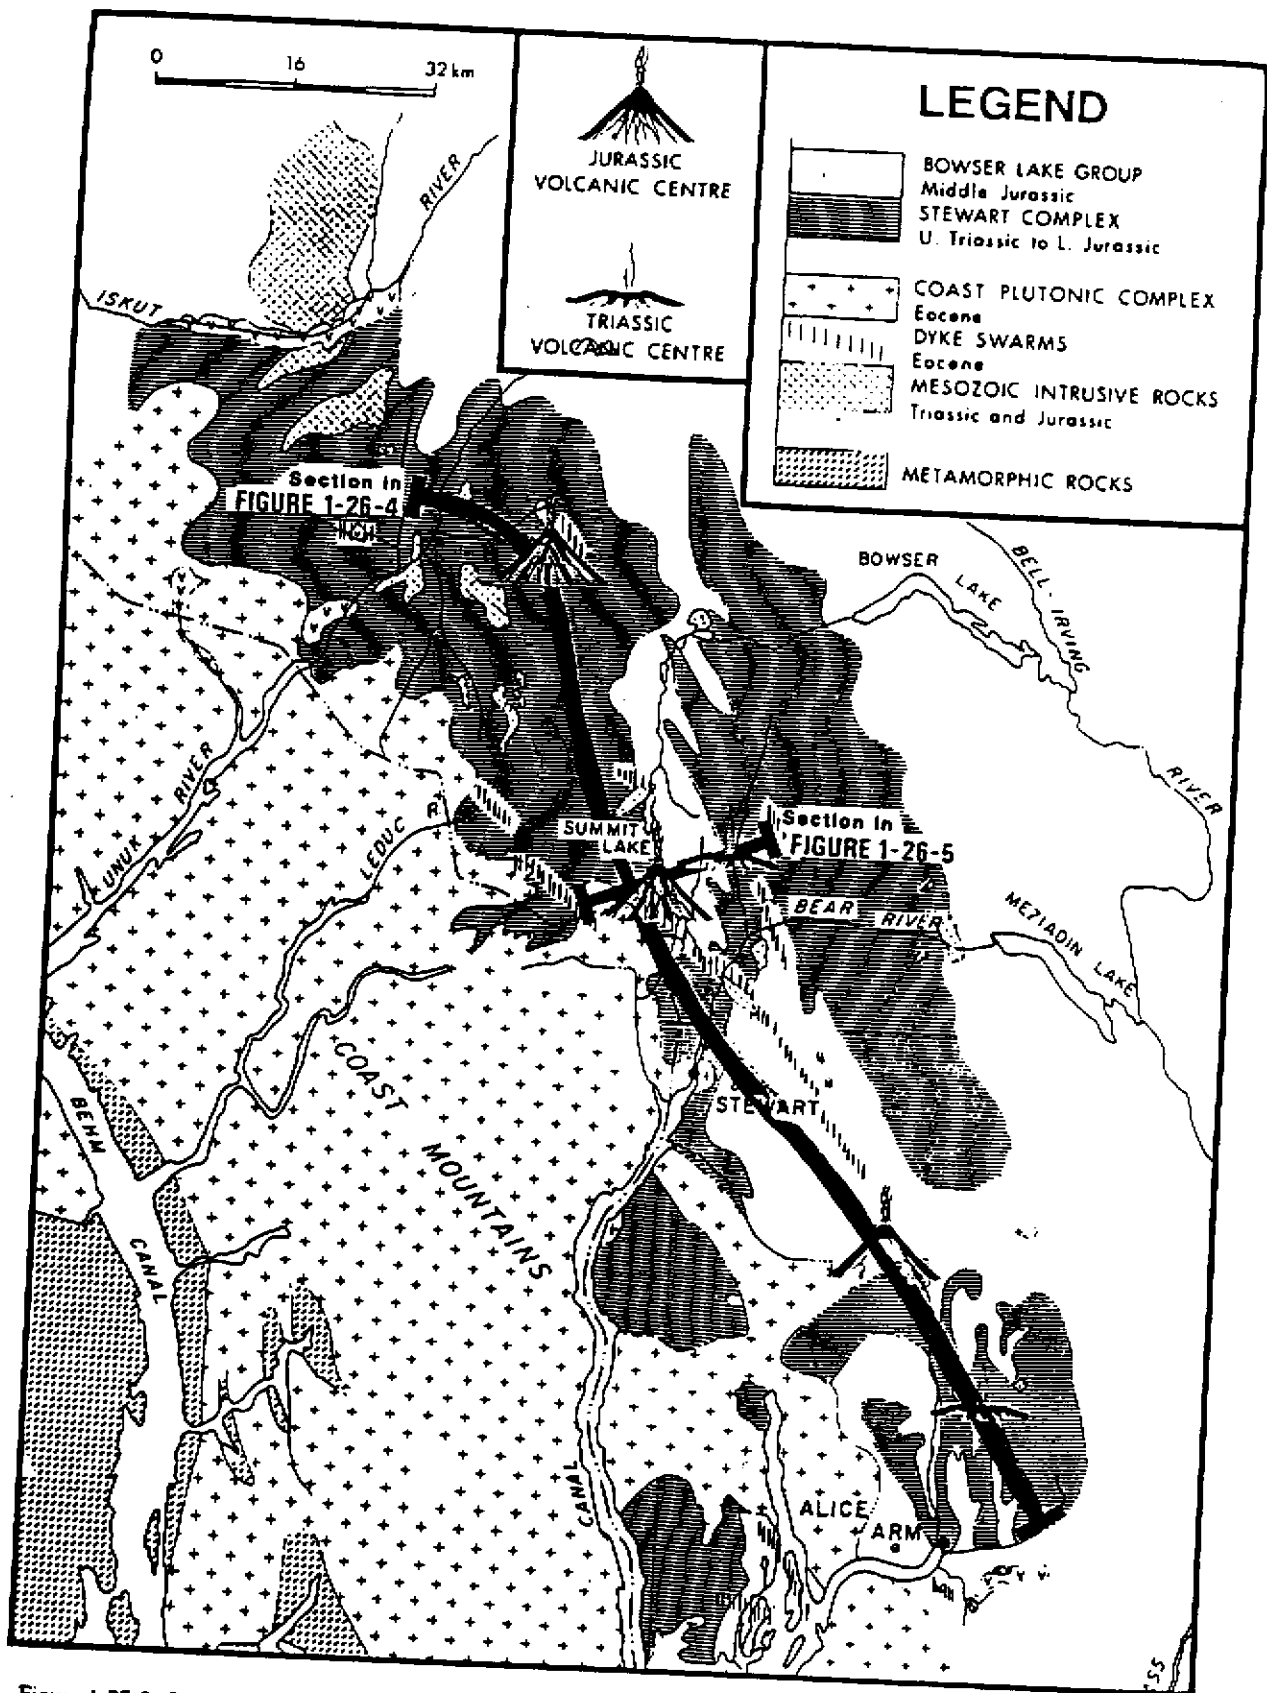 0 16 32 km
JURASSIC
VOLCANIC CENTRE
TRIASSIC
VOLCANIC CENTRE
LEGEND
BOWSER LAKE GROUP
Middle Jurassic
STEWART COMPLEX
U. Triassic to L. Jurassic
COAST PLUTONIC COMPLEX
Eocene
DYKE SWARMS
Eocene
MESOZOIC INTRUSIVE ROCKS
Triassic and Jurassic
METAMORPHIC ROCKS
RIVER
ISKUT
Section in
FIGURE 1-26-4
BOWSER
LAKE
BELL-IRVING
RIVER
UNUK RIVER
LEDUC R.
SUMMIT
LAKE
Section in
FIGURE 1-26-5
BEAR RIVER
MEZIADIN LAKE
COAST
MOUNTAINS
STEWART
BEHM
CANAL
CANAL
ALICE
ARM